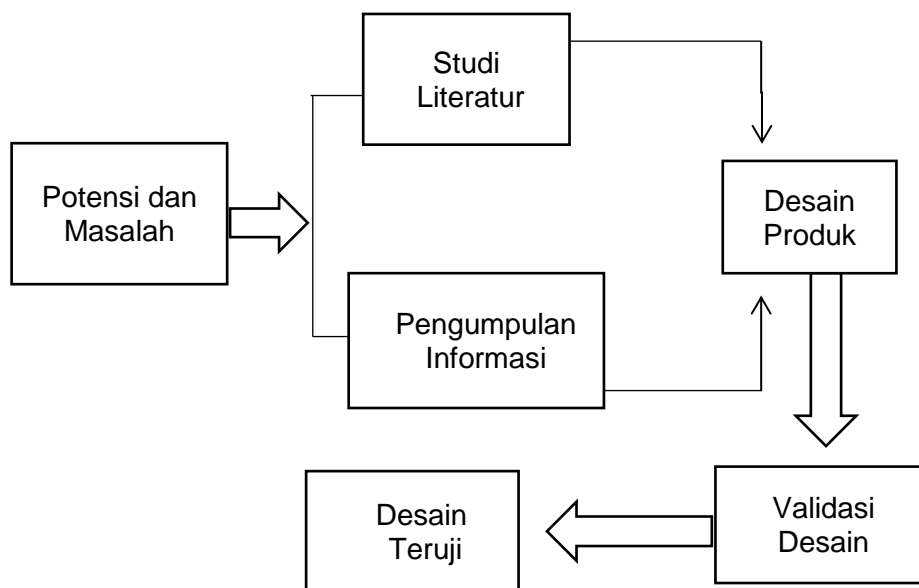 Studi
Literatur
Potensi dan
Masalah
Desain
Produk
Pengumpulan
Informasi
Validasi
Desain
Desain
Teruji